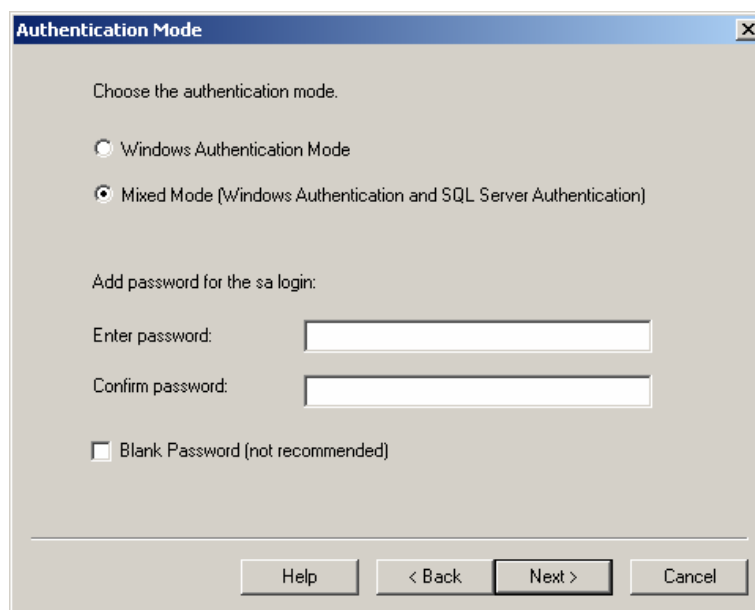 Authentication Mode
Choose the authentication mode.
Windows Authentication Mode
Mixed Mode (Windows Authentication and SQL Server Authentication)
Add password for the sa login:
Enter password:
Confirm password:
Blank Password (not recommended)
Help < Back Next > Cancel